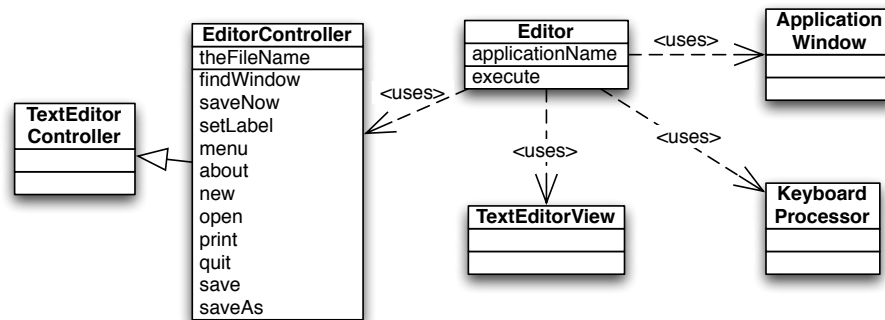 EditorController
theFileName
findWindow
saveNow
setLabel
menu
about
new
open
print
quit
save
saveAs
TextEditor
Controller
<uses>
Editor
applicationName
execute
<uses>
Application
Window
<uses>
TextEditorView
<uses>
Keyboard
Processor